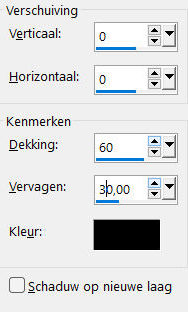 Verschuiving
Verticaal: 0
Horizontaal: 0
Kenmerken
Dekking: 60
Vervagen: 30,00
Kleur:
Schaduw op nieuwe laag